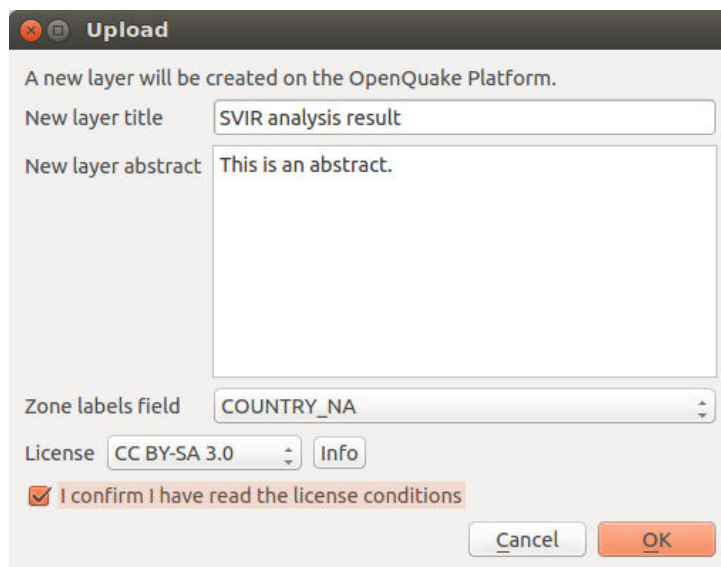 Upload
A new layer will be created on the OpenQuake Platform.
New layer title SVIR analysis result
New layer abstract This is an abstract.
Zone labels field COUNTRY_NA
License CC BY-SA 3.0 Info
I confirm I have read the license conditions
Cancel OK